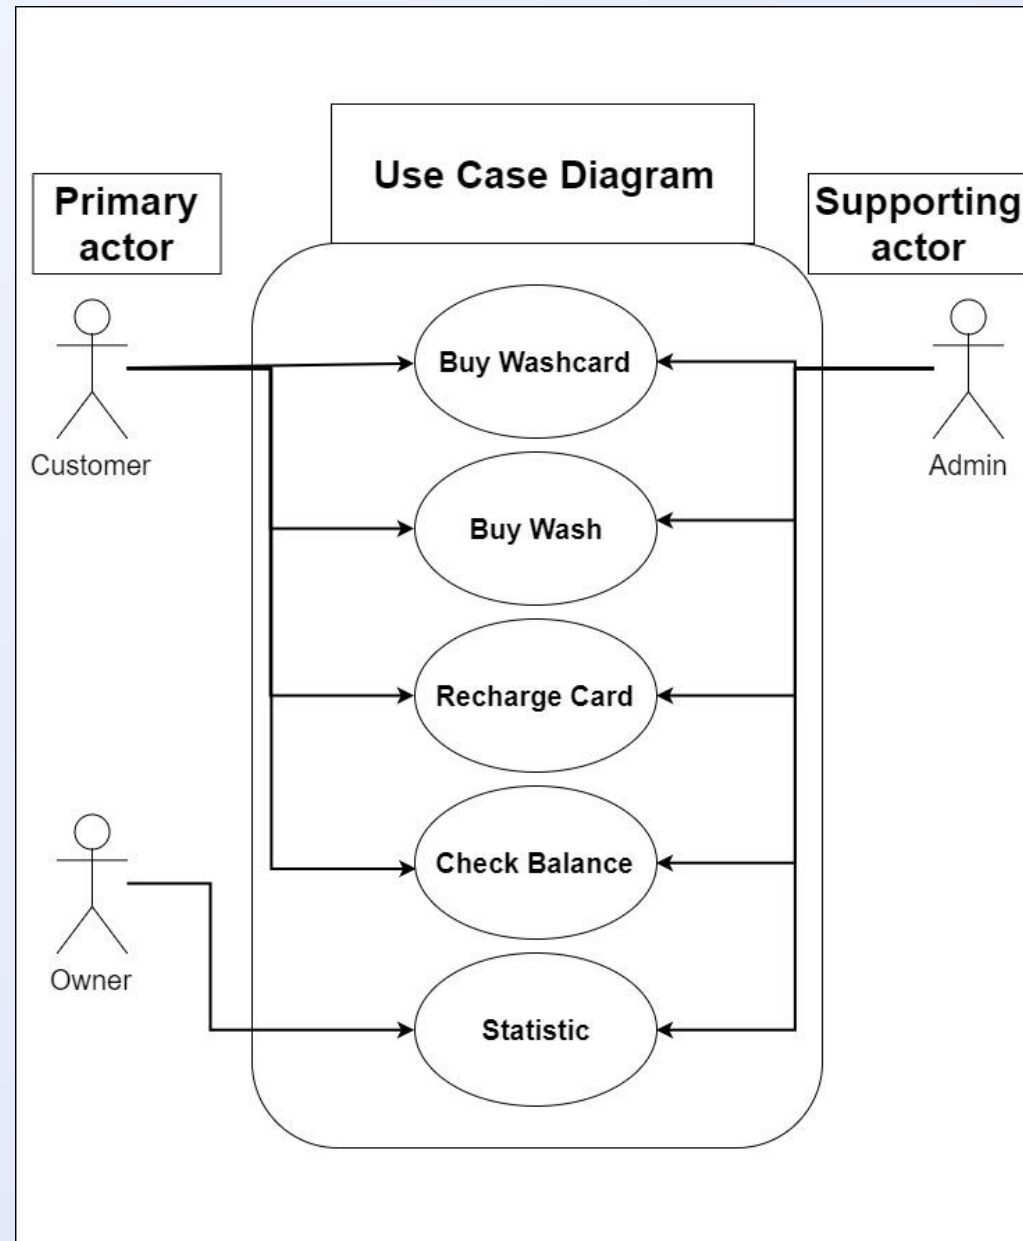 Use Case Diagram
Primary
actor
Supporting
actor
Customer
Admin
Buy Washcard
Buy Wash
Recharge Card
Check Balance
Owner
Statistic